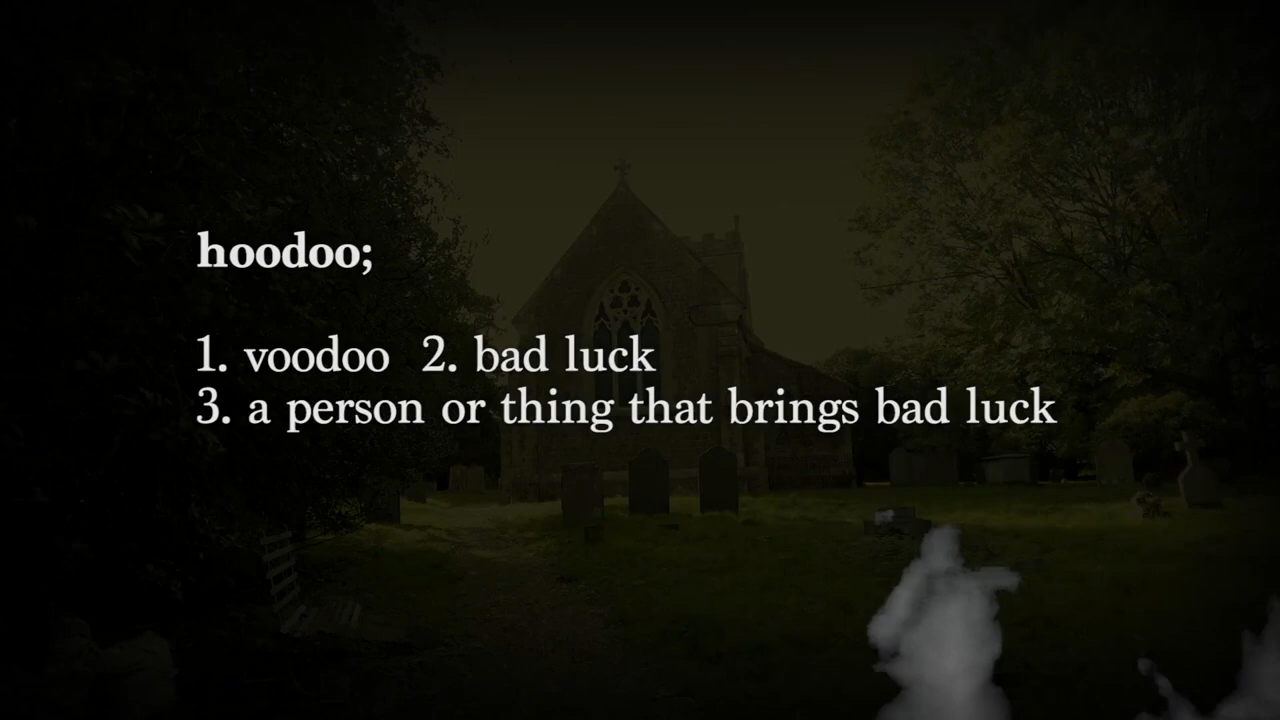 hoodoo;
1. voodoo 2. bad luck
3. a person or thing that brings bad luck